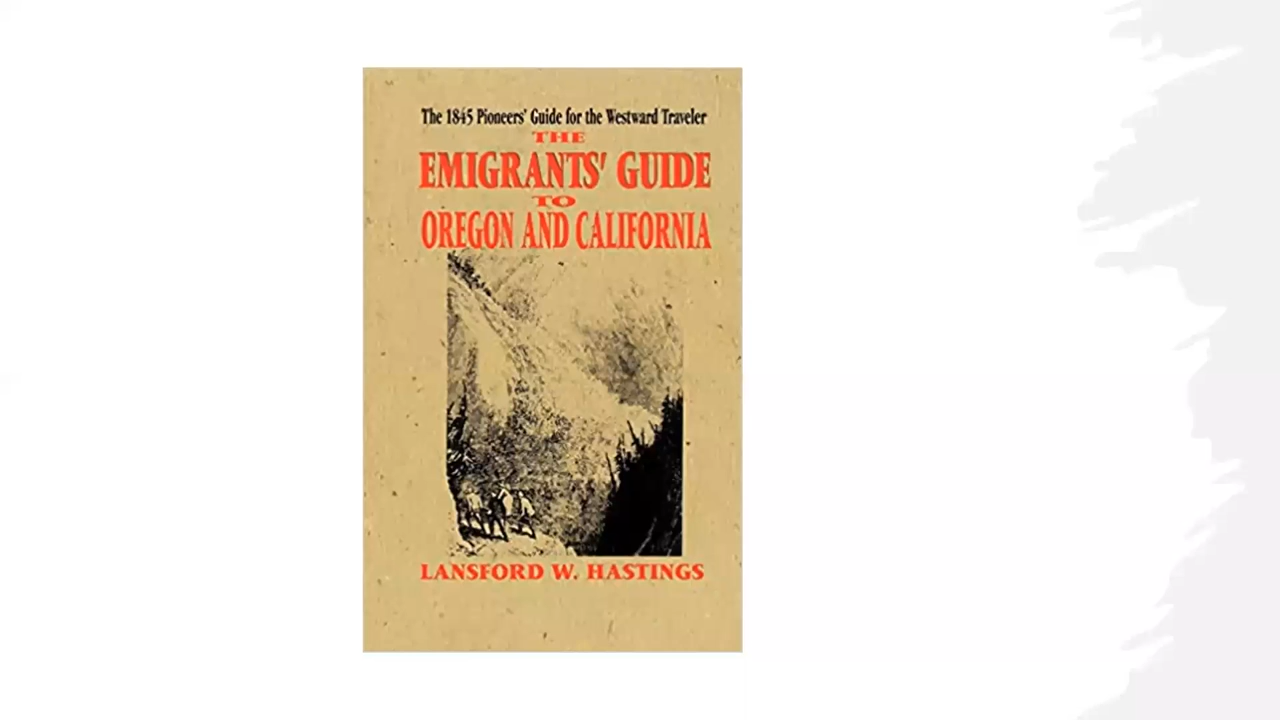 The 1845 Pioneers' Guide for the Westward Traveler
THE
EMIGRANTS' GUIDE
TO
OREGON AND CALIFORNIA
LANSFORD W. HASTINGS